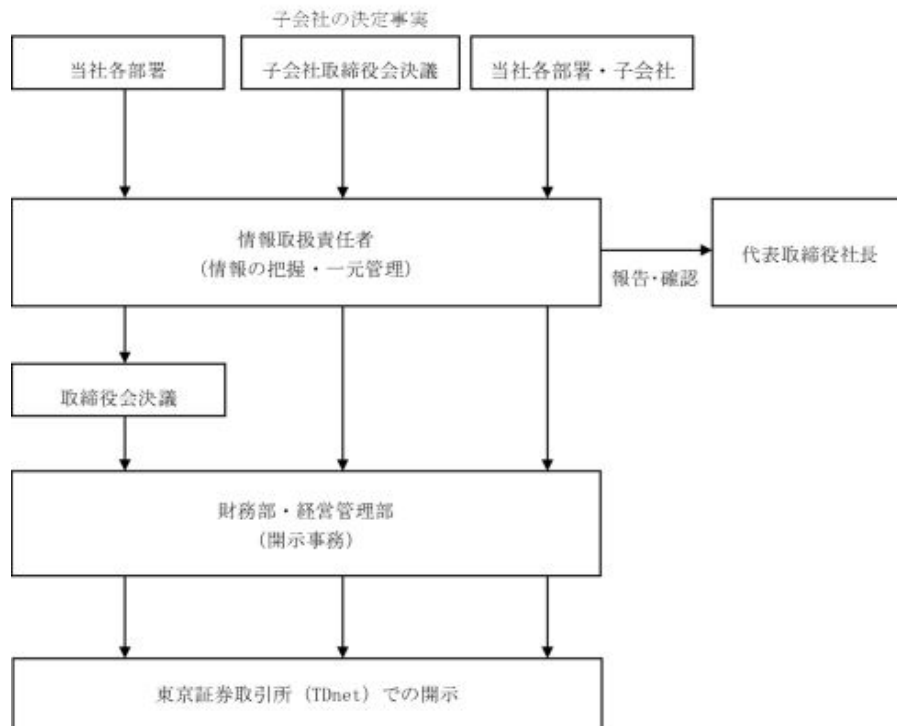 子会社の決定事実
当社各部署
子会社取締役会決議
当社各部署・子会社
情報取扱責任者
(情報の把握・一元管理)
報告・確認
代表取締役社長
取締役会決議
財務部・経営管理部
(開示事務)
東京証券取引所 (TDnet) での開示